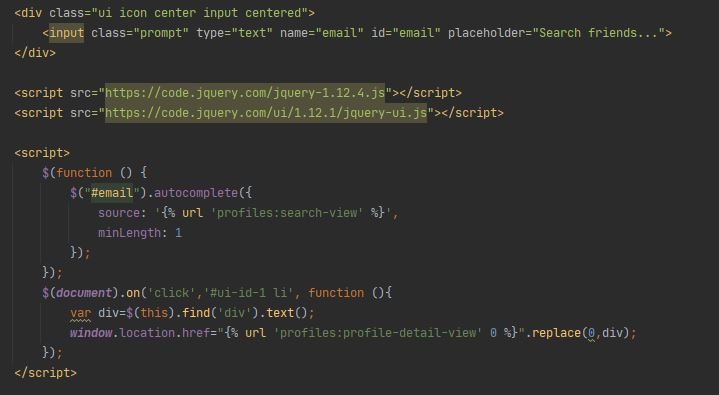 <div class="ui icon center input centered">
    <input class="prompt" type="text" name="email" id="email" placeholder="Search friends...">
</div>

<script src="https://code.jquery.com/jquery-1.12.4.js"></script>
<script src="https://code.jquery.com/ui/1.12.1/jquery-ui.js"></script>

<script>
    $(function () {
        $("#email").autocomplete({
            source: '{% url 'profiles:search-view' %}',
            minLength: 1
        });
    });
    $(document).on('click','#ui-id-1 li', function (){
        var div=$(this).find('div').text();
        window.location.href="{% url 'profiles:profile-detail-view' 0 %}".replace(0,div);
    });
</script>